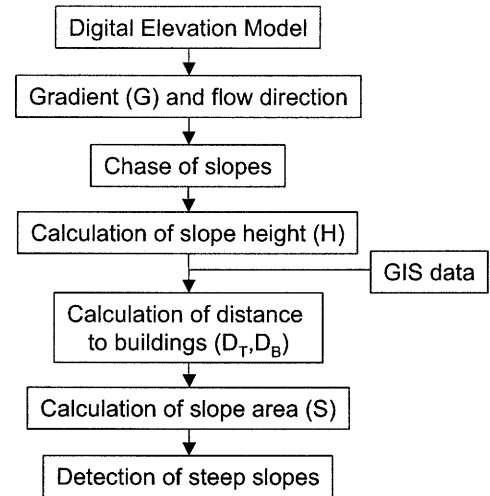 Digital Elevation Model
Gradient (G) and flow direction
Chase of slopes
Calculation of slope height (H)
GIS data
Calculation of distance
to buildings (D_T,D_B)
Calculation of slope area (S)
Detection of steep slopes